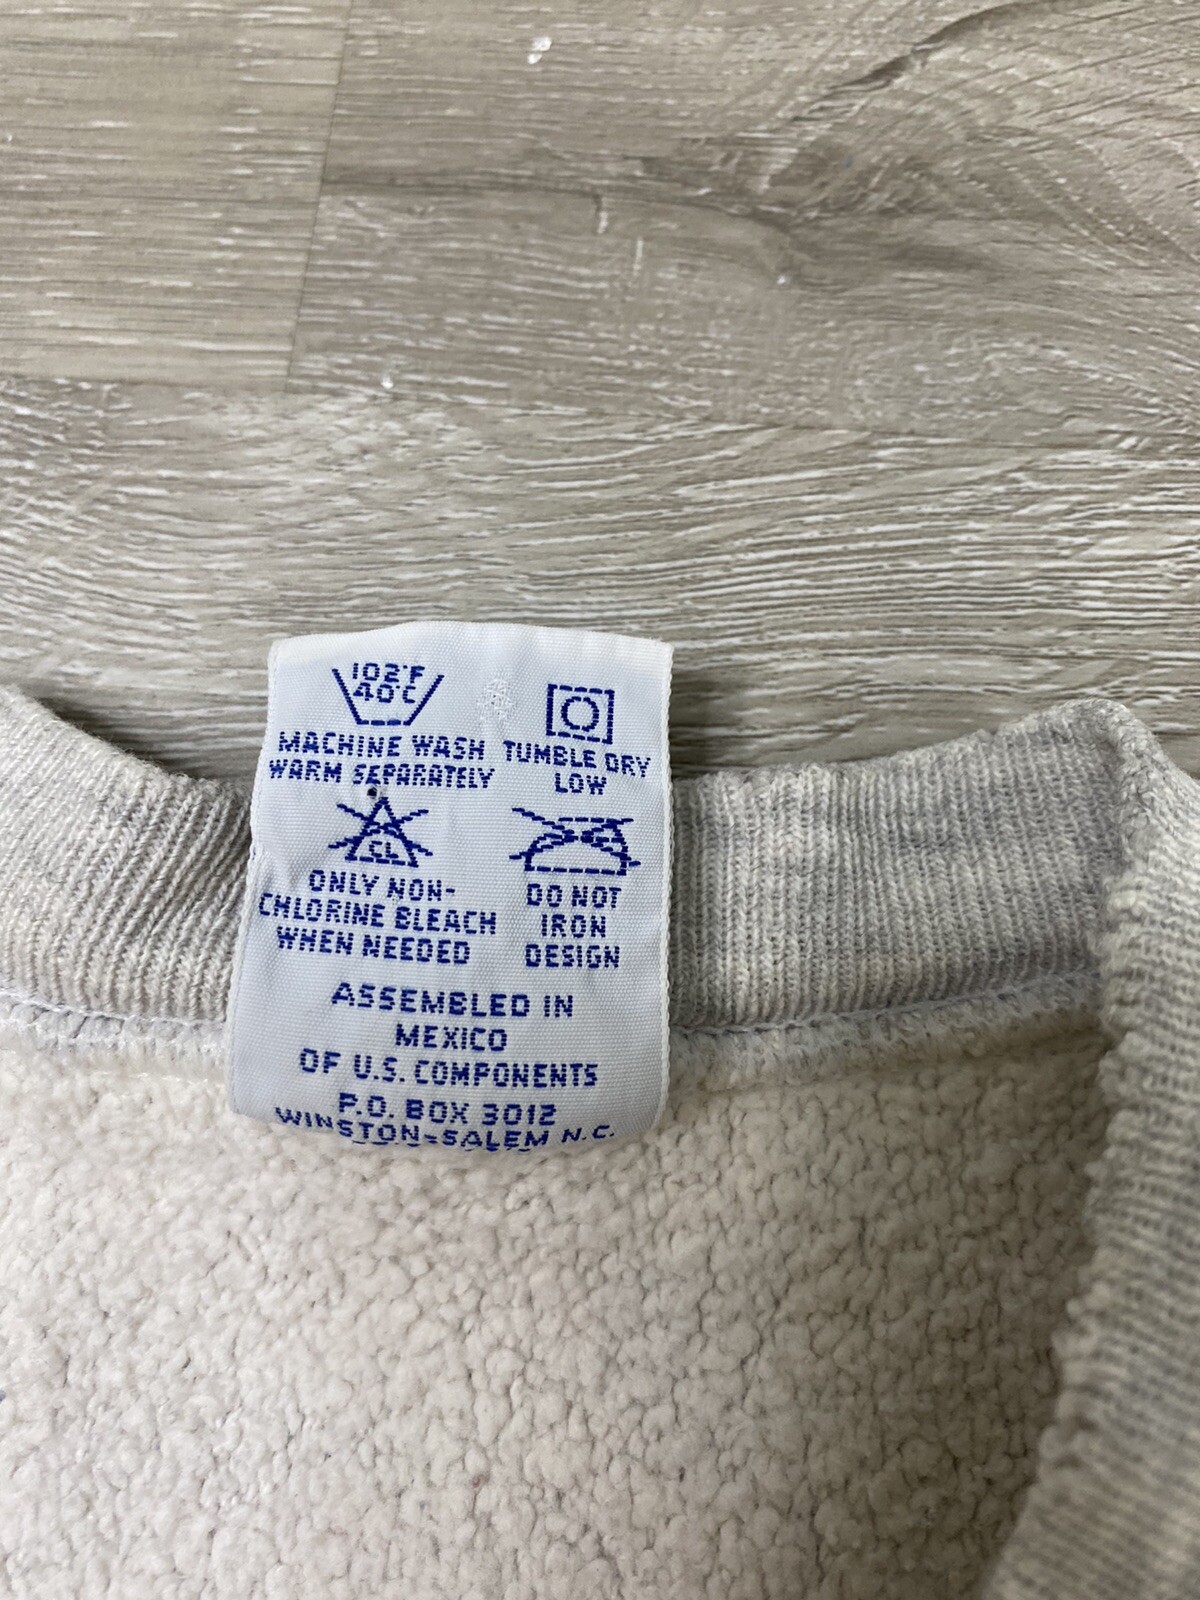 102°F
40°C
MACHINE WASH
WARM SEPARATELY
TUMBLE DRY
LOW
CL
ONLY NON-
CHLORINE BLEACH
WHEN NEEDED
DO NOT
IRON
DESIGN
ASSEMBLED IN
MEXICO
OF U.S. COMPONENTS
P.O. BOX 3012
WINSTON-SALEM N.C.